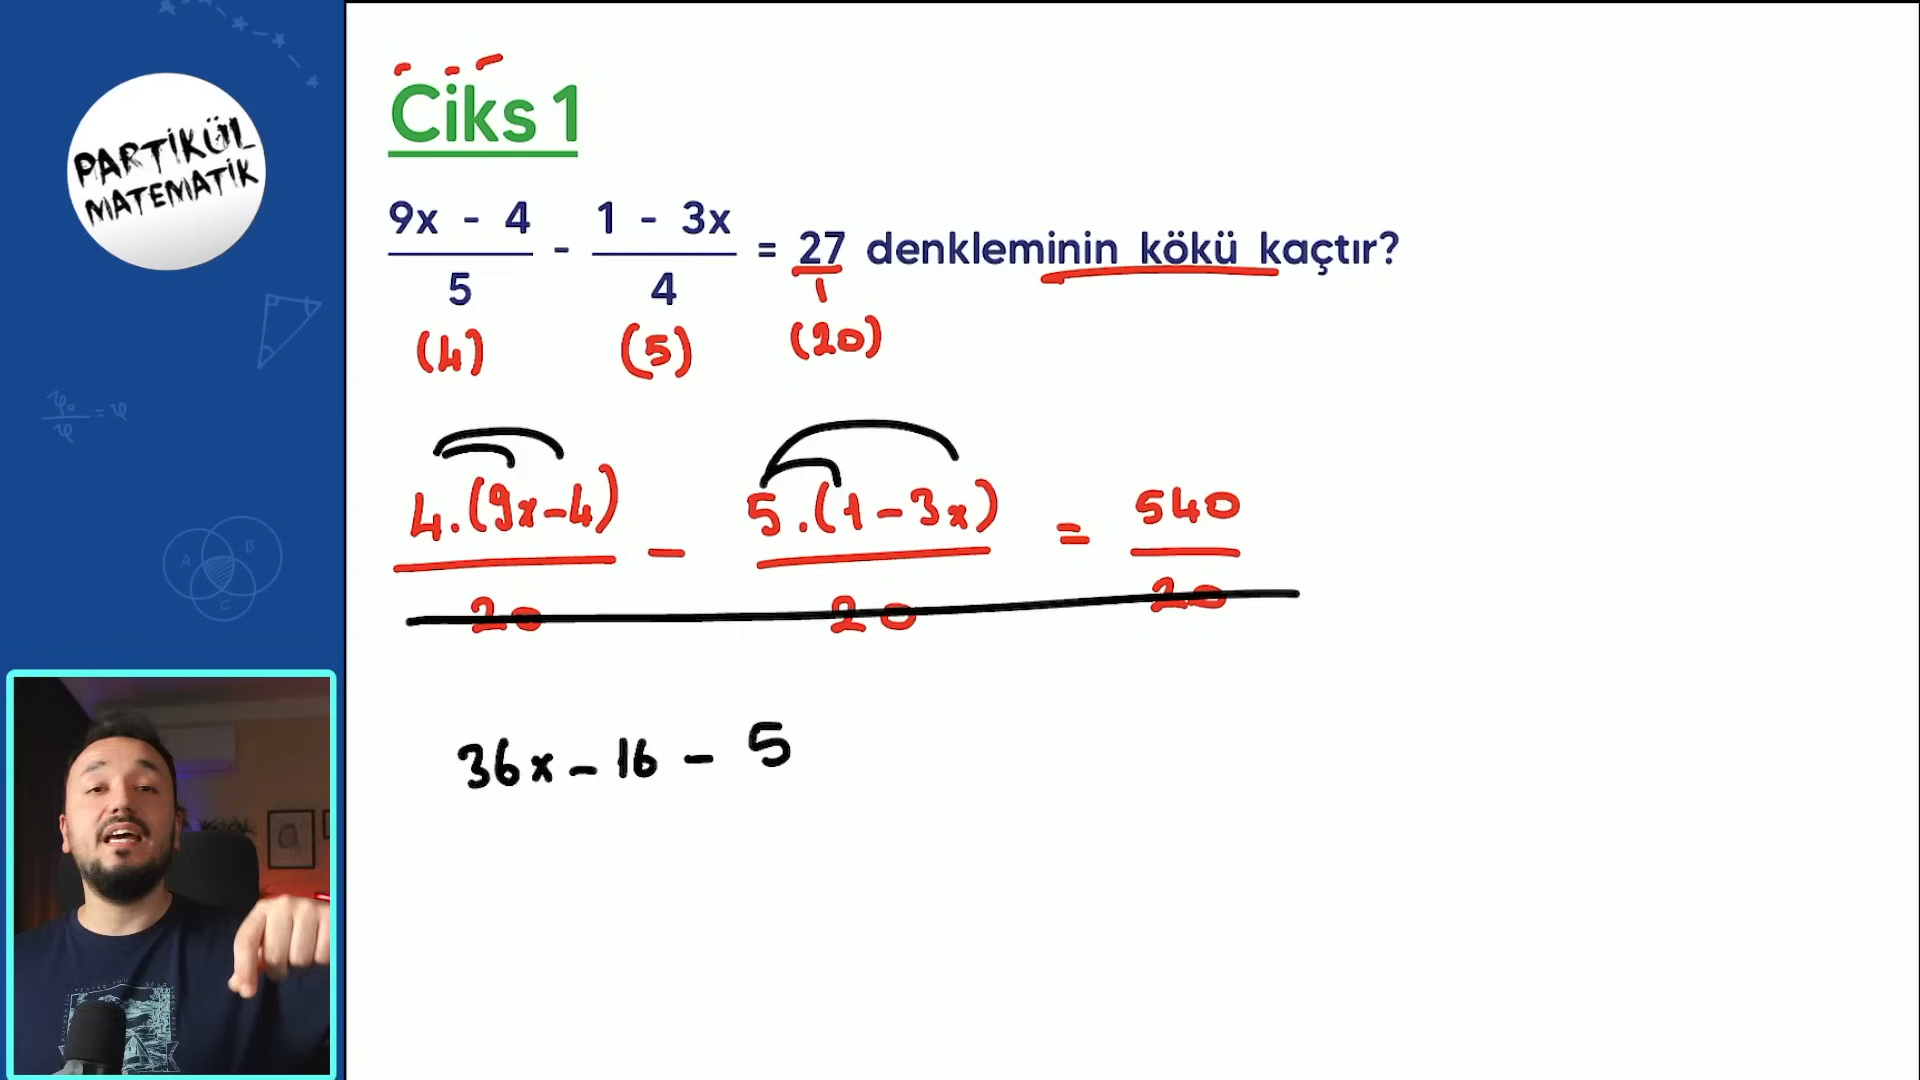 PARTİKÜL
MATEMATİK
Ciks 1
9x - 4
5
-
1 - 3x
4
= 27 denkleminin kökü kaçtır?
1
(4) (5) (20)
4.(9x-4)
20
-
5.(1-3x)
20
=
540
20
36x-16-5
A
B
C
a